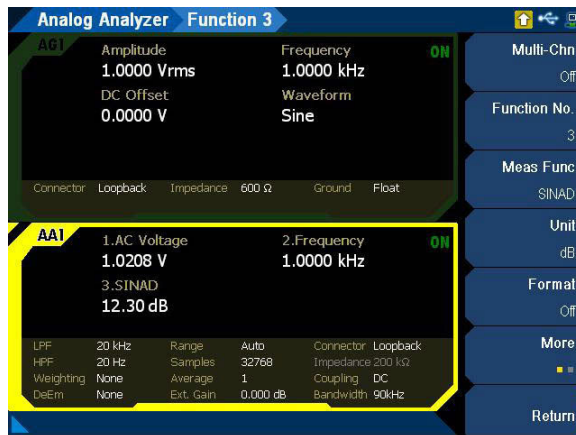 Analog Analyzer Function 3
AG1
Amplitude Frequency ON
1.0000 Vrms 1.0000 kHz
DC Offset Waveform
0.0000 V Sine
Connector Loopback Impedance 600 Ω Ground Float
AA1
1.AC Voltage 2.Frequency ON
1.0208 V 1.0000 kHz
3.SINAD
12.30 dB
LPF 20 kHz Range Auto Connector Loopback
HPF 20 Hz Samples 32768 Impedance 200 kΩ
Weighting None Average 1 Coupling DC
DeEm None Ext. Gain 0.000 dB Bandwidth 90kHz
Multi-Chn
Off
Function No.
3
Meas Func
SINAD
Unit
dB
Format
Off
More
Return